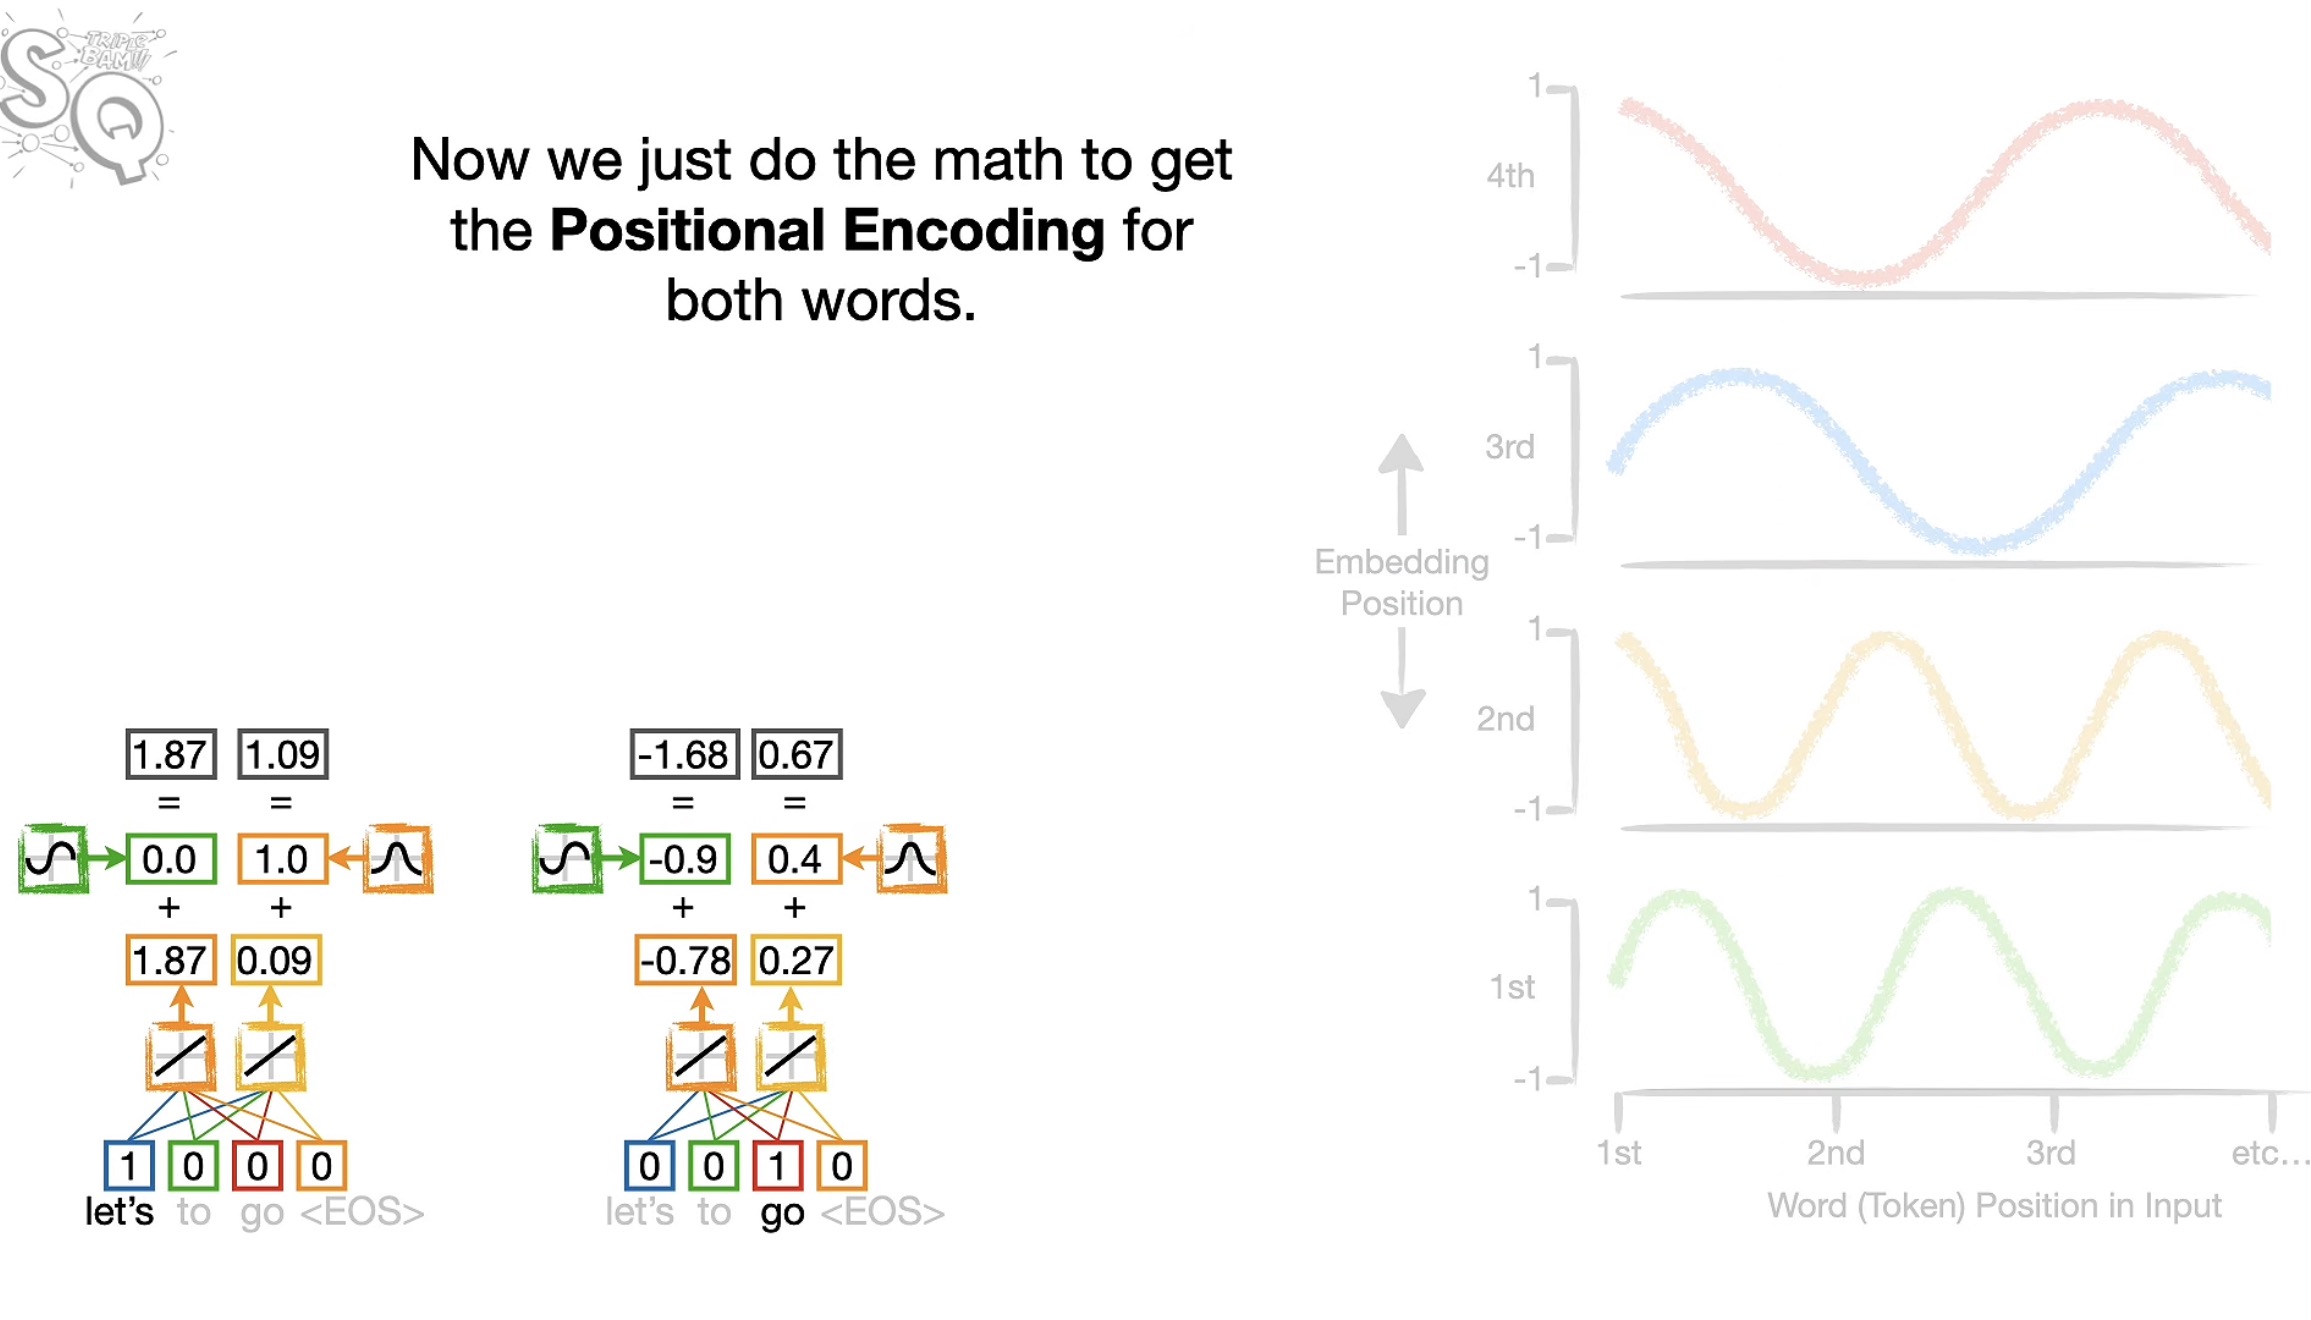 SQ
TRIPLE
BAM!!!
Now we just do the math to get
the Positional Encoding for
both words.
1.87 1.09
= =
0.0 1.0
+ +
1.87 0.09
1 0 0 0
let's to go <EOS>
-1.68 0.67
= =
-0.9 0.4
+ +
-0.78 0.27
0 0 1 0
let's to go <EOS>
Embedding
Position
1
4th
-1
1
3rd
-1
1
2nd
-1
1
1st
-1
1st 2nd 3rd etc...
Word (Token) Position in Input